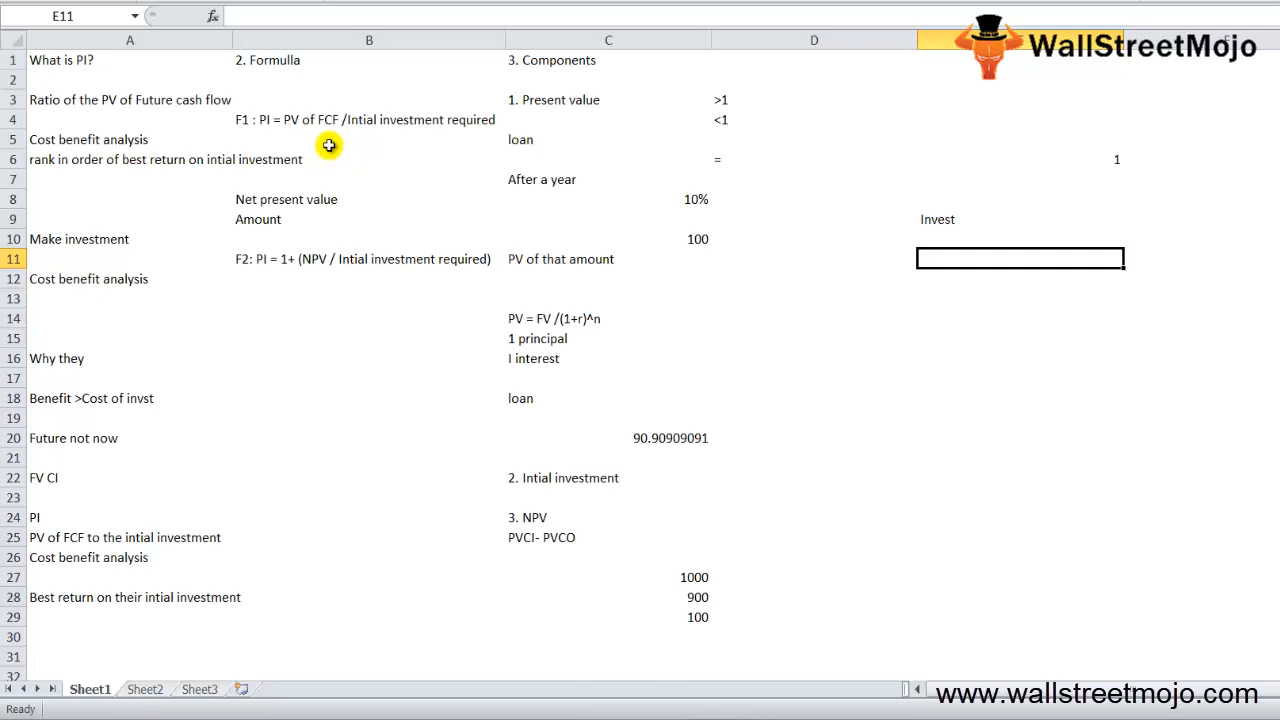 E11
fx
WallStreetMojo
A B C D E
1 What is PI? 2. Formulla 3. Components
2
3 Ratio of the PV of Future cash flow 1. Present value >1
4 F1 : PI = PV of FCF /Intial investment required <1
5 Cost benefit analysis loan
6 rank in order of best return on intial investment = 1
7 After a year
8 Net present value 10%
9 Amount Invest
10 Make investment 100
11 F2: PI = 1+ (NPV / Intial investment required) PV of that amount
12 Cost benefit analysis
13
14 PV = FV /(1+r)^n
15 1 principal
16 Why they I interest
17
18 Benefit >Cost of invst loan
19
20 Future not now 90.90909091
21
22 FV CI 2. Intial investment
23
24 PI 3. NPV
25 PV of FCF to the intial investment PVCI- PVCO
26 Cost benefit analysis
27 1000
28 Best return on their intial investment 900
29 100
30
31
32
Sheet1 Sheet2 Sheet3
www.wallstreetmojo.com
Ready